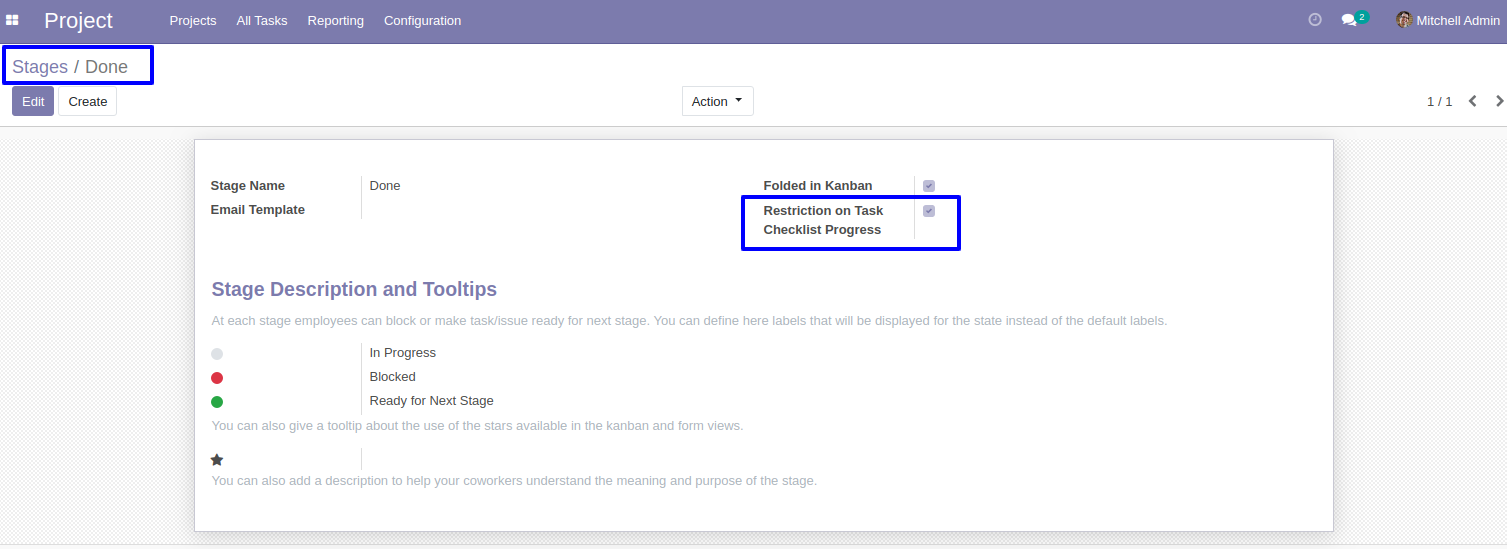 Project Projects All Tasks Reporting Configuration 2 Mitchell Admin
Stages / Done
Edit Create Action 1 / 1
Stage Name Done Folded in Kanban
Email Template Restriction on Task
Checklist Progress
Stage Description and Tooltips
At each stage employees can block or make task/issue ready for next stage. You can define here labels that will be displayed for the state instead of the default labels.
In Progress
Blocked
Ready for Next Stage
You can also give a tooltip about the use of the stars available in the kanban and form views.
You can also add a description to help your coworkers understand the meaning and purpose of the stage.